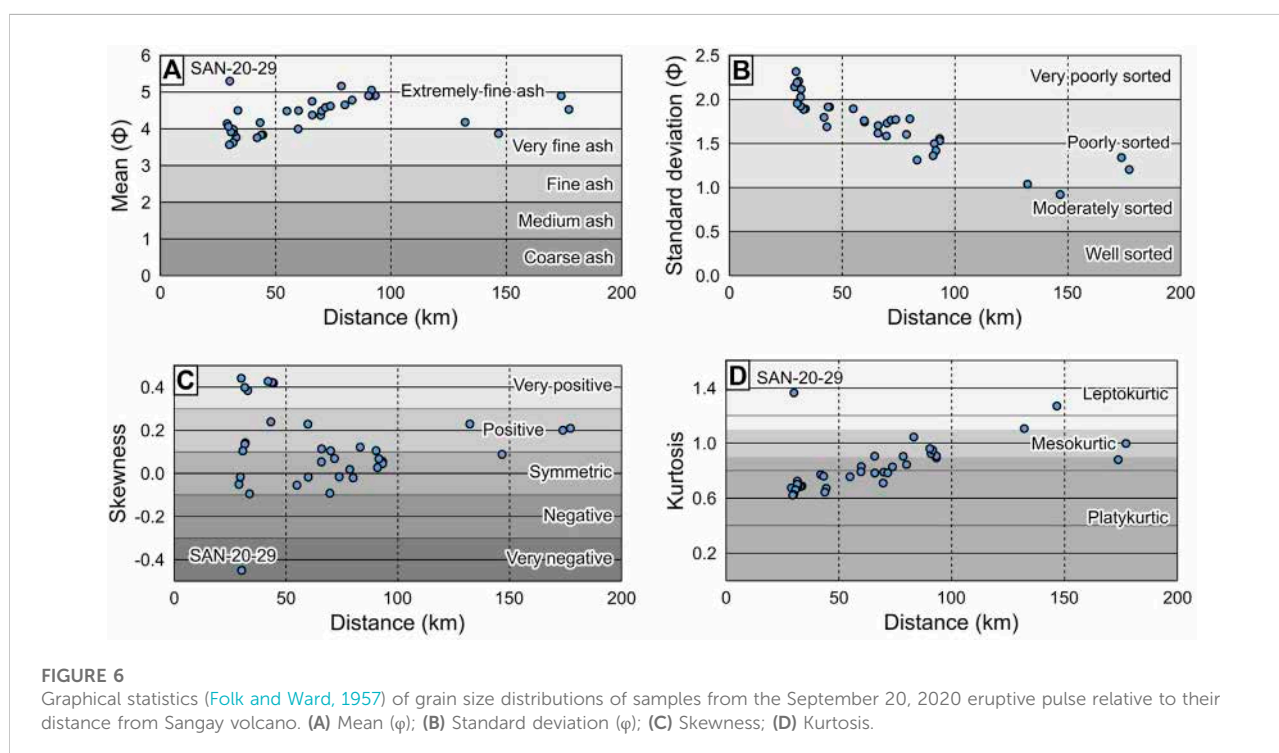 A
SAN-20-29
Extremely fine ash
Very fine ash
Fine ash
Medium ash
Coarse ash
Mean (Φ)
6
5
4
3
2
1
0
0 50 100 150 200
Distance (km)
B
Very poorly sorted
Poorly sorted
Moderately sorted
Well sorted
Standard deviation (Φ)
2.5
2.0
1.5
1.0
0.5
0.0
0 50 100 150 200
Distance (km)
C
Very positive
Positive
Symmetric
Negative
SAN-20-29
Very negative
Skewness
0.4
0.2
0.0
-0.2
-0.4
0 50 100 150 200
Distance (km)
D
SAN-20-29
Leptokurtic
Mesokurtic
Platykurtic
Kurtosis
1.4
1.0
0.6
0.2
0 50 100 150 200
Distance (km)
FIGURE 6
Graphical statistics (Folk and Ward, 1957) of grain size distributions of samples from the September 20, 2020 eruptive pulse relative to their
distance from Sangay volcano. (A) Mean (φ); (B) Standard deviation (φ); (C) Skewness; (D) Kurtosis.